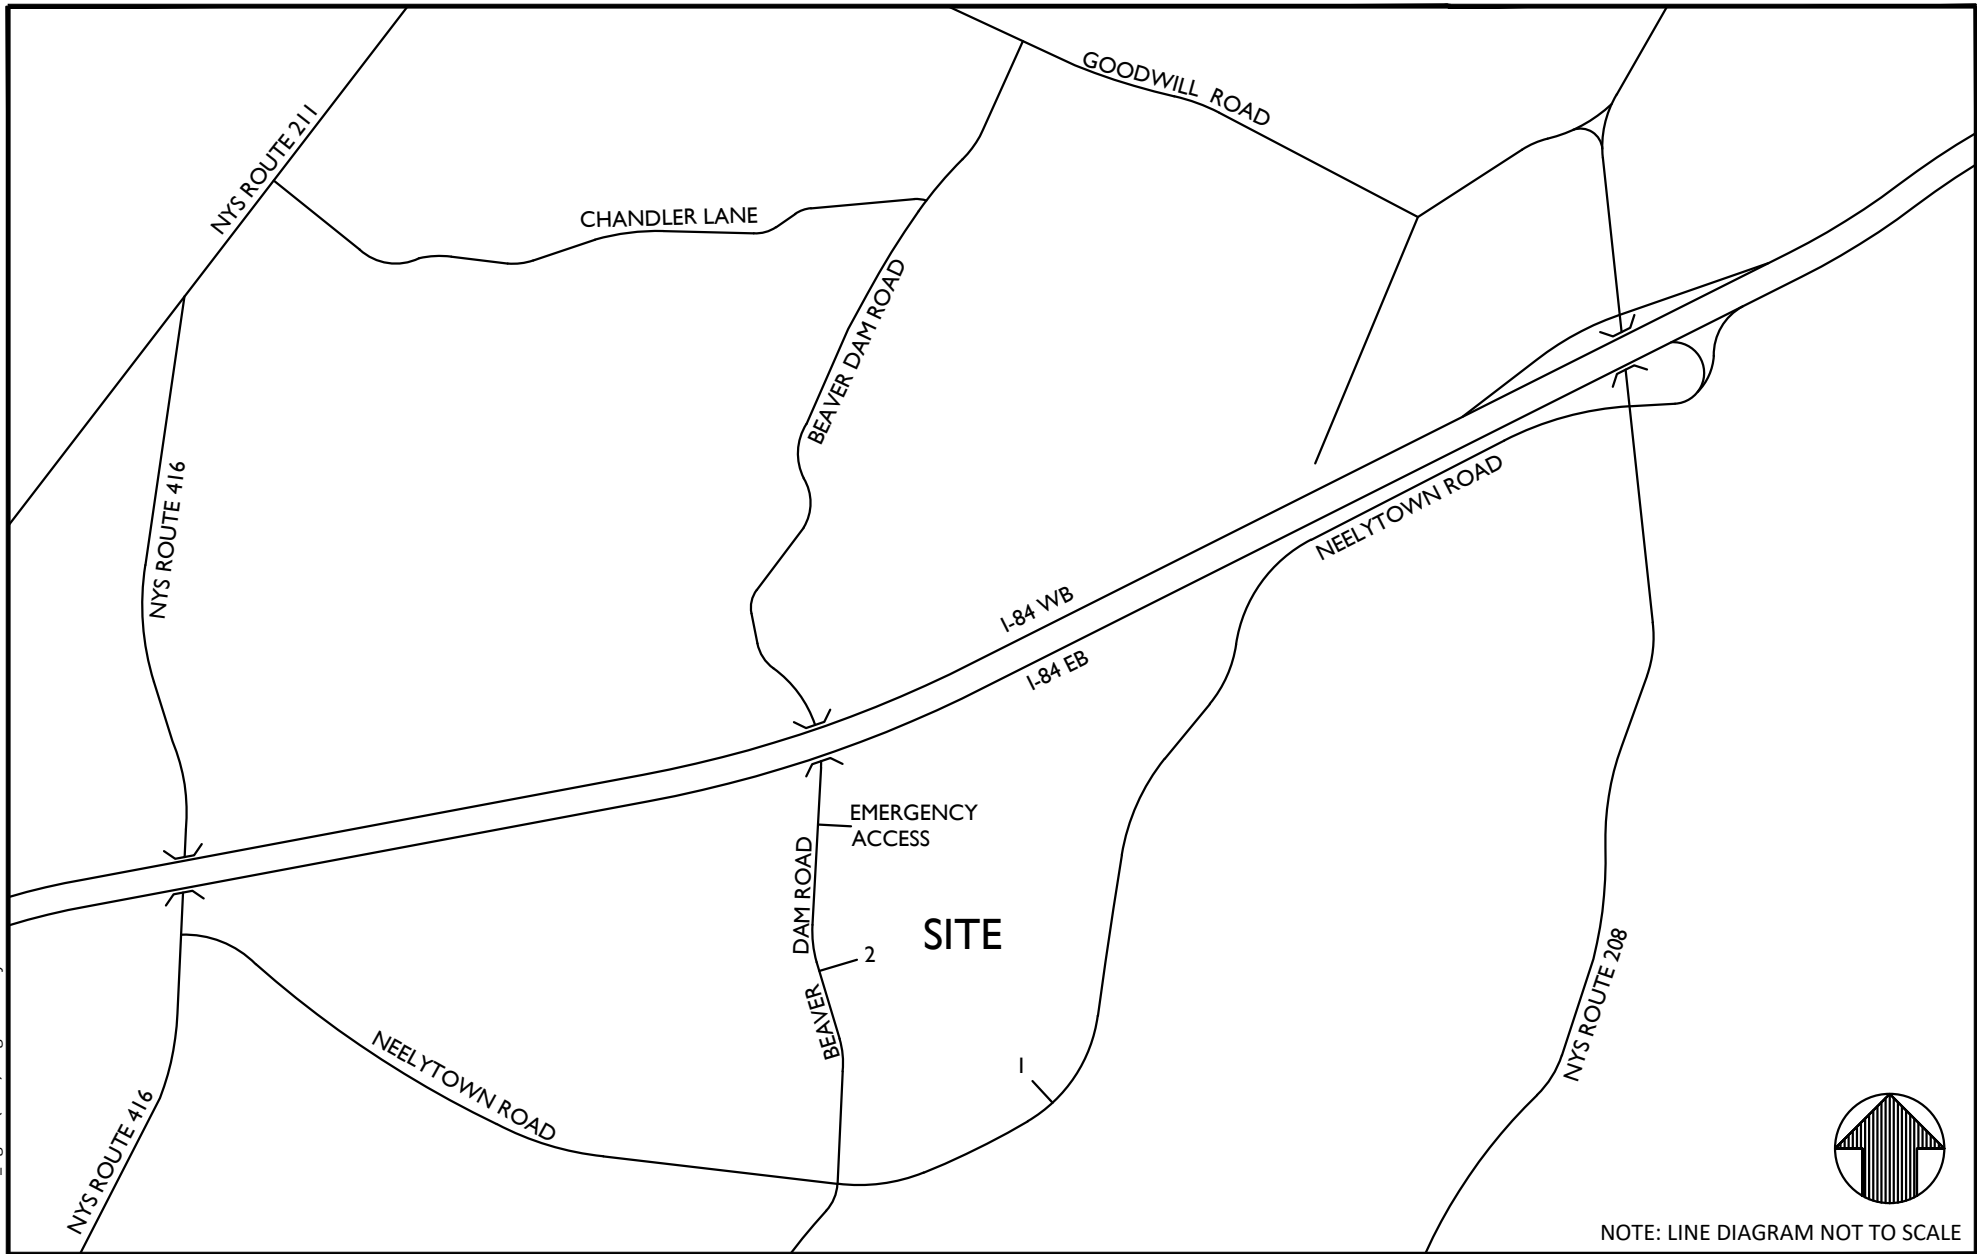 GOODWILL ROAD
NYS ROUTE 211
CHANDLER LANE
BEAVER DAM ROAD
NYS ROUTE 416
NEELYTOWN ROAD
I-84 WB
I-84 EB
EMERGENCY
ACCESS
BEAVER DAM ROAD
SITE
2
NYS ROUTE 208
1
NEELYTOWN ROAD
NYS ROUTE 416
NOTE: LINE DIAGRAM NOT TO SCALE